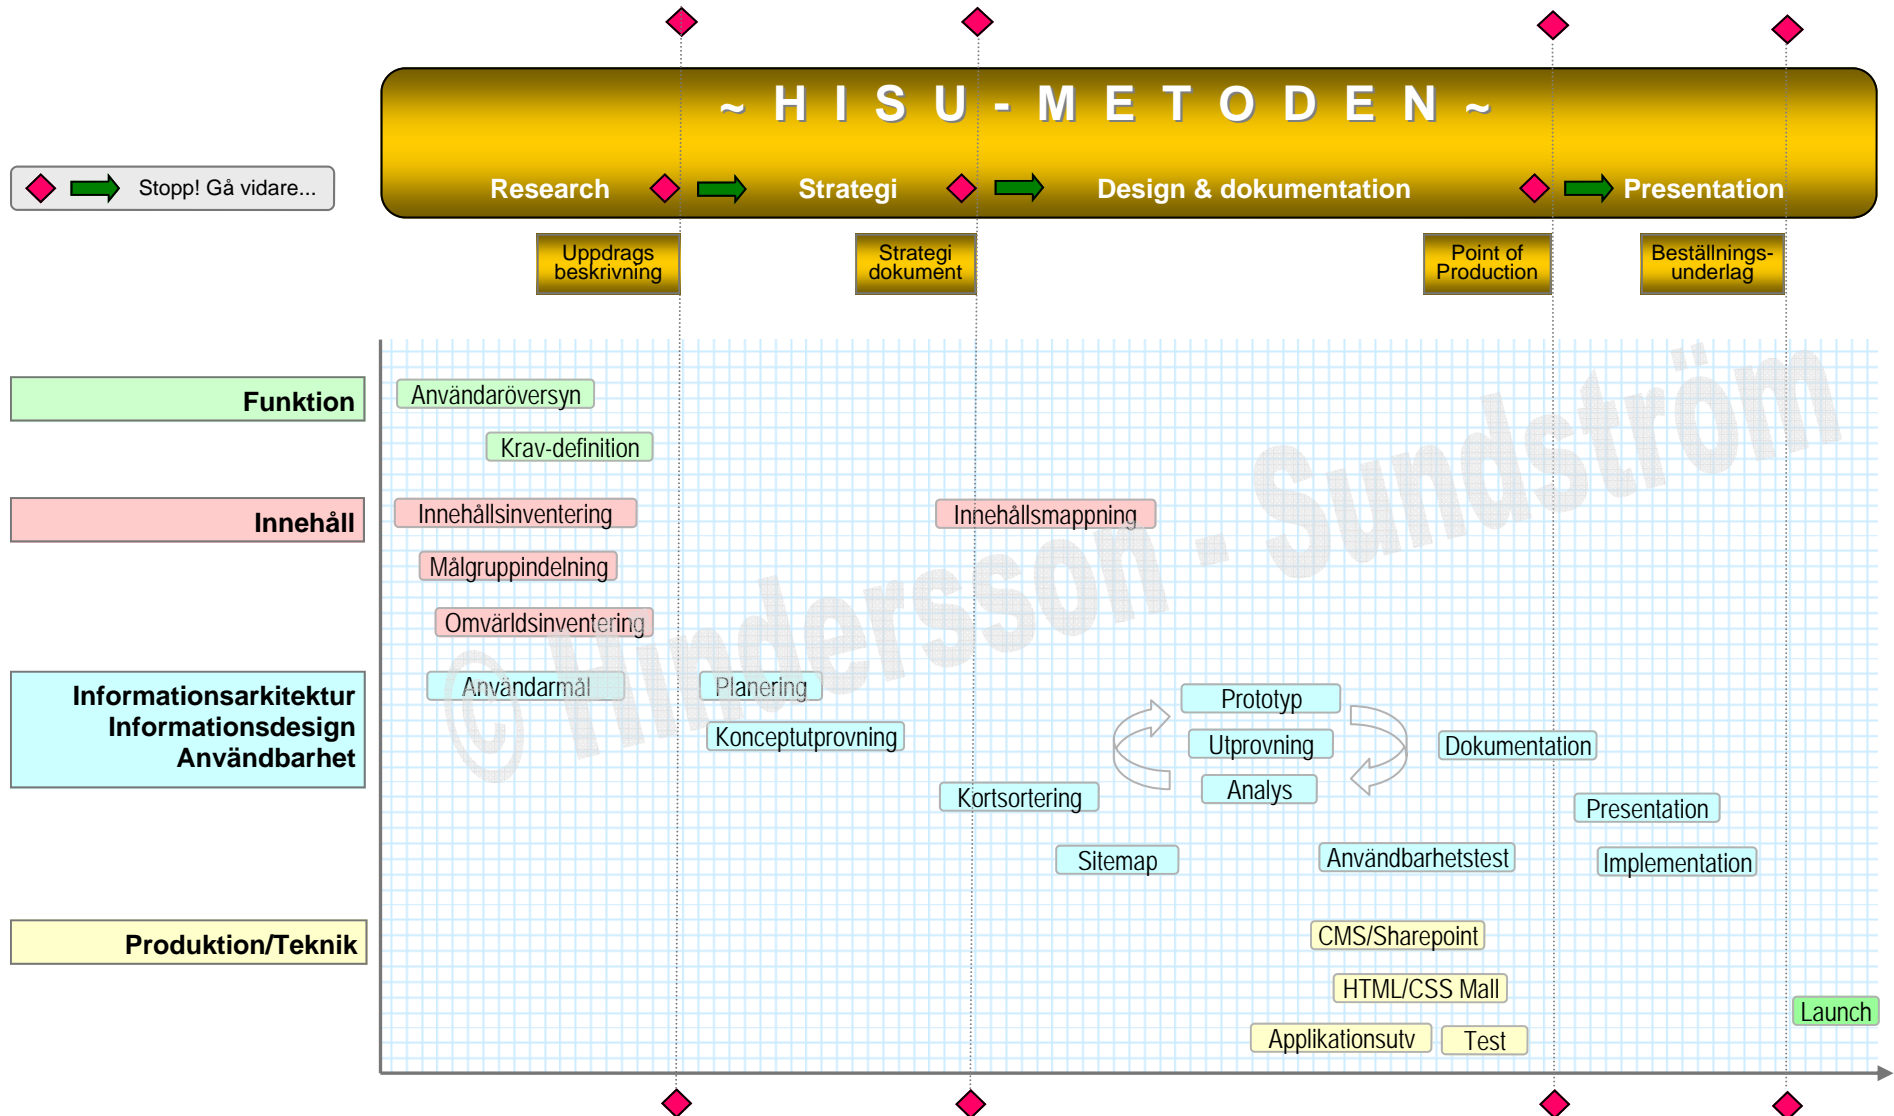 ~ H I S U - M E T O D E N ~
Stopp! Gå vidare...
Research
Strategi
Design & dokumentation
Presentation
Uppdrags
beskrivning
Strategi
dokument
Point of
Production
Beställnings-
underlag
Funktion
Användaröversyn
Krav-definition
Innehåll
Innehållsinventering
Innehållsmappning
Målgruppindelning
Omvärldsinventering
Informationsarkitektur
Informationsdesign
Användbarhet
Användarmål
Planering
Konceptutprovning
Prototyp
Utprovning
Analys
Dokumentation
Kortsortering
Presentation
Sitemap
Användbarhetstest
Implementation
Produktion/Teknik
CMS/Sharepoint
HTML/CSS Mall
Launch
Applikationsutv
Test
© Hindersson - Sundström